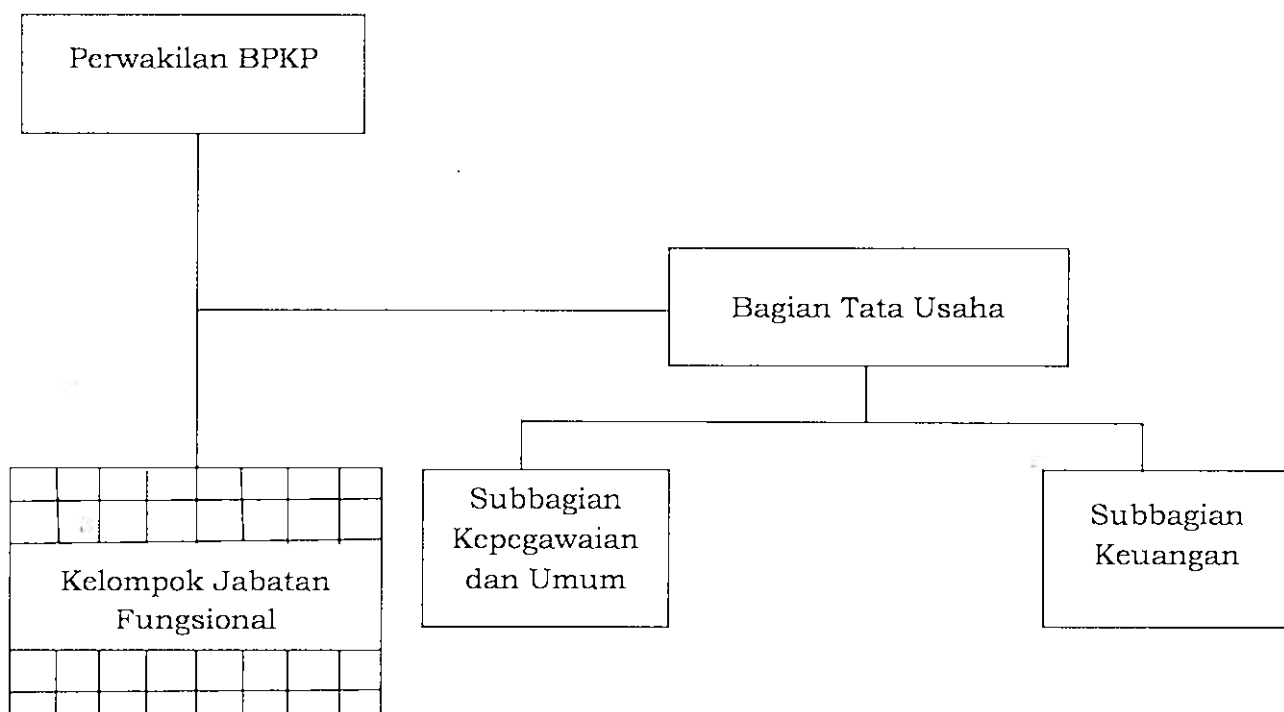 Perwakilan BPKP
Bagian Tata Usaha
Subbagian
Kepegawaian
dan Umum
Subbagian
Keuangan
Kelompok Jabatan
Fungsional